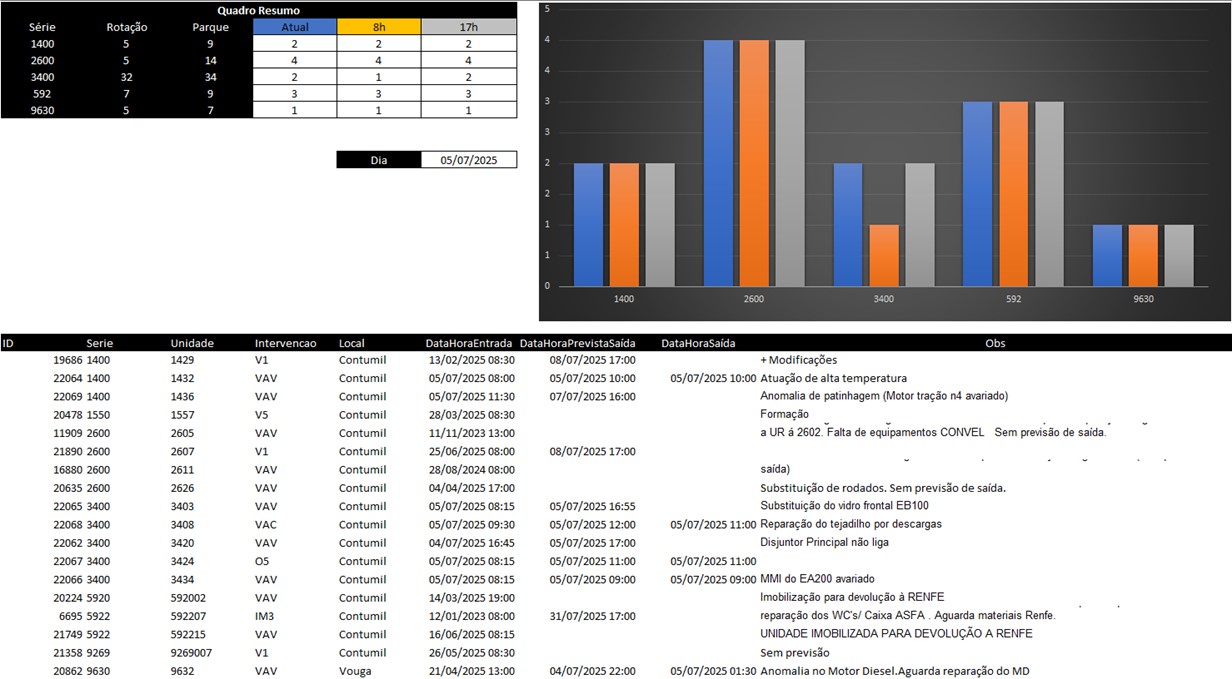 Quadro Resumo
Série Rotação Parque Atual 8h 17h
1400 5 9 2 2 2
2600 5 14 4 4 4
3400 32 34 2 1 2
592 7 9 3 3 3
9630 5 7 1 1 1
Dia 05/07/2025
5
4
4
3
3
2
2
1
1
0
1400 2600 3400 592 9630
ID Serie Unidade Intervencao Local DataHoraEntrada DataHoraPrevistaSaída DataHoraSaída Obs
19686 1400 1429 V1 Contumil 13/02/2025 08:30 08/07/2025 17:00 + Modificações
22064 1400 1432 VAV Contumil 05/07/2025 08:00 05/07/2025 10:00 05/07/2025 10:00 Atuação de alta temperatura
22069 1400 1436 VAV Contumil 05/07/2025 11:30 07/07/2025 16:00 Anomalia de patinhagem (Motor tração n4 avariado)
20478 1550 1557 V5 Contumil 28/03/2025 08:30 Formação
11909 2600 2605 VAV Contumil 11/11/2023 13:00 a UR á 2602. Falta de equipamentos CONVEL Sem previsão de saída.
21890 2600 2607 V1 Contumil 25/06/2025 08:00 08/07/2025 17:00
16880 2600 2611 VAV Contumil 28/08/2024 08:00 saída)
20635 2600 2626 VAV Contumil 04/04/2025 17:00 Substituição de rodados. Sem previsão de saída.
22065 3400 3403 VAV Contumil 05/07/2025 08:15 05/07/2025 16:55 Substituição do vidro frontal EB100
22068 3400 3408 VAC Contumil 05/07/2025 09:30 05/07/2025 12:00 05/07/2025 11:00 Reparação do tejadilho por descargas
22062 3400 3420 VAV Contumil 04/07/2025 16:45 05/07/2025 17:00 Disjuntor Principal não liga
22067 3400 3424 O5 Contumil 05/07/2025 08:15 05/07/2025 11:00 05/07/2025 11:00
22066 3400 3434 VAV Contumil 05/07/2025 08:15 05/07/2025 09:00 05/07/2025 09:00 MMI do EA200 avariado
20224 5920 592002 VAV Contumil 14/03/2025 19:00 Imobilização para devolução à RENFE
6695 5922 592207 IM3 Contumil 12/01/2023 08:00 31/07/2025 17:00 reparação dos WC's/ Caixa ASFA . Aguarda materiais Renfe.
21749 5922 592215 VAV Contumil 16/06/2025 08:15 UNIDADE IMOBILIZADA PARA DEVOLUÇÃO A RENFE
21358 9269 9269007 V1 Contumil 26/05/2025 08:30 Sem previsão
20862 9630 9632 VAV Vouga 21/04/2025 13:00 04/07/2025 22:00 05/07/2025 01:30 Anomalia no Motor Diesel.Aguarda reparação do MD